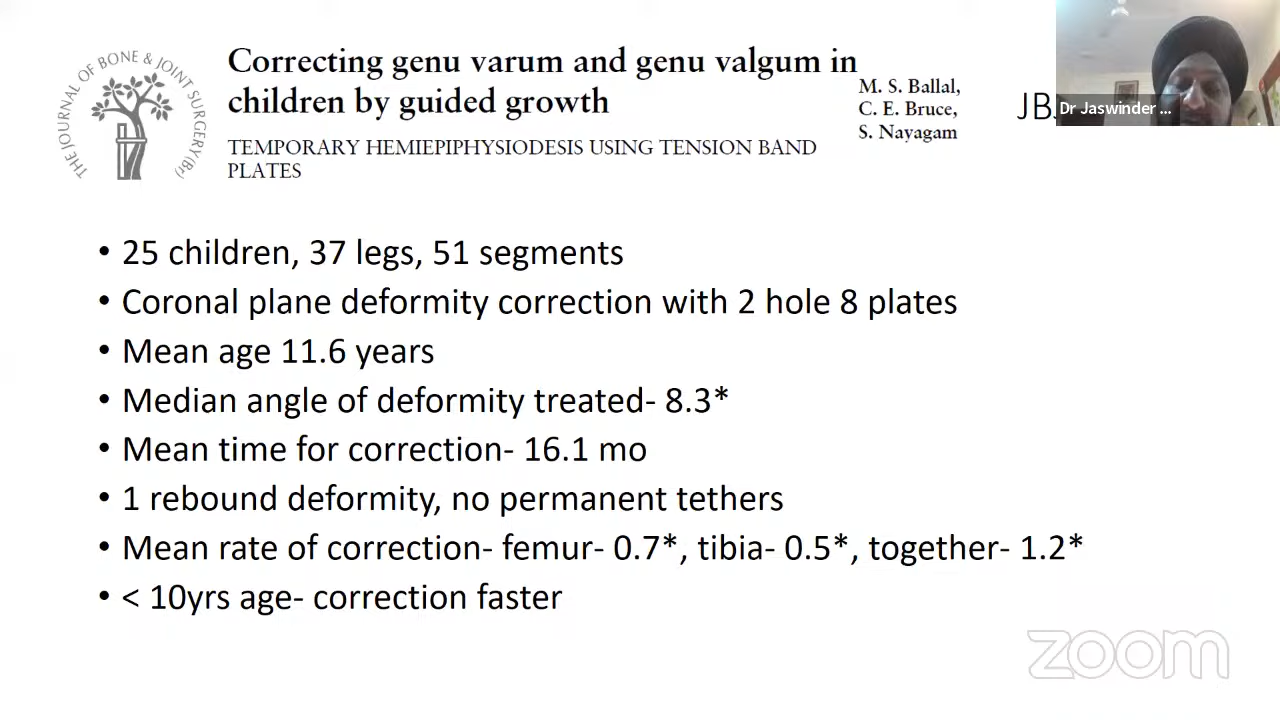 THE JOURNAL OF BONE & JOINT SURGERY(Br)
Correcting genu varum and genu valgum in
children by guided growth
TEMPORARY HEMIEPIPHYSIODESIS USING TENSION BAND
PLATES
M. S. Ballal,
C. E. Bruce,
S. Nayagam
JB
Dr Jaswinder ...
• 25 children, 37 legs, 51 segments
• Coronal plane deformity correction with 2 hole 8 plates
• Mean age 11.6 years
• Median angle of deformity treated- 8.3*
• Mean time for correction- 16.1 mo
• 1 rebound deformity, no permanent tethers
• Mean rate of correction- femur- 0.7*, tibia- 0.5*, together- 1.2*
• < 10yrs age- correction faster
zoom